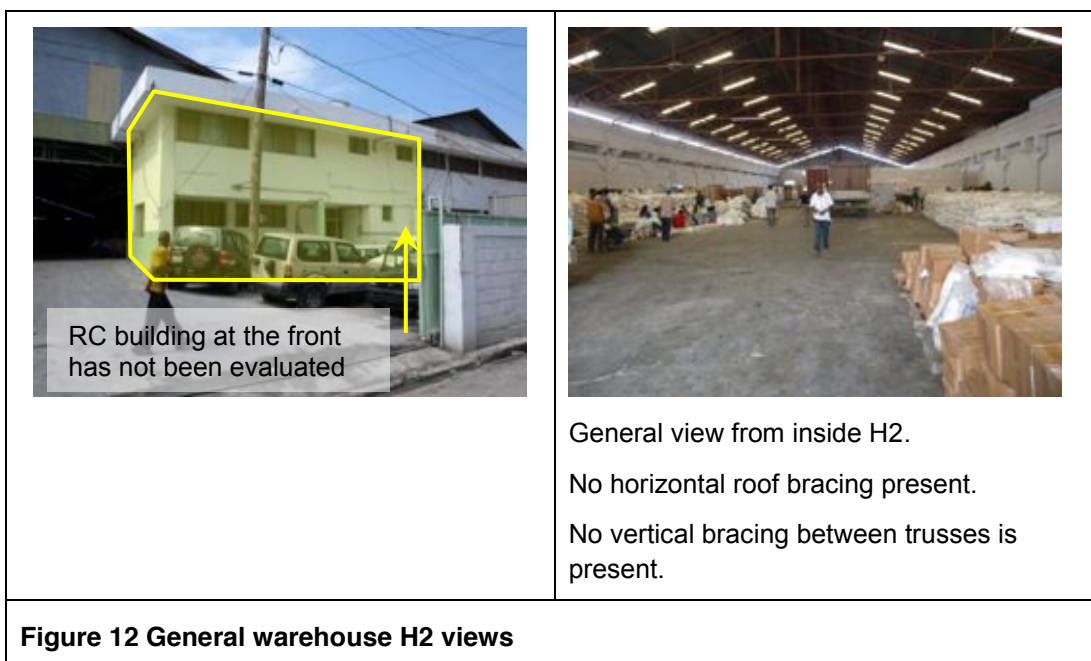 RC building at the front
has not been evaluated
General view from inside H2.
No horizontal roof bracing present.
No vertical bracing between trusses is
present.
Figure 12 General warehouse H2 views